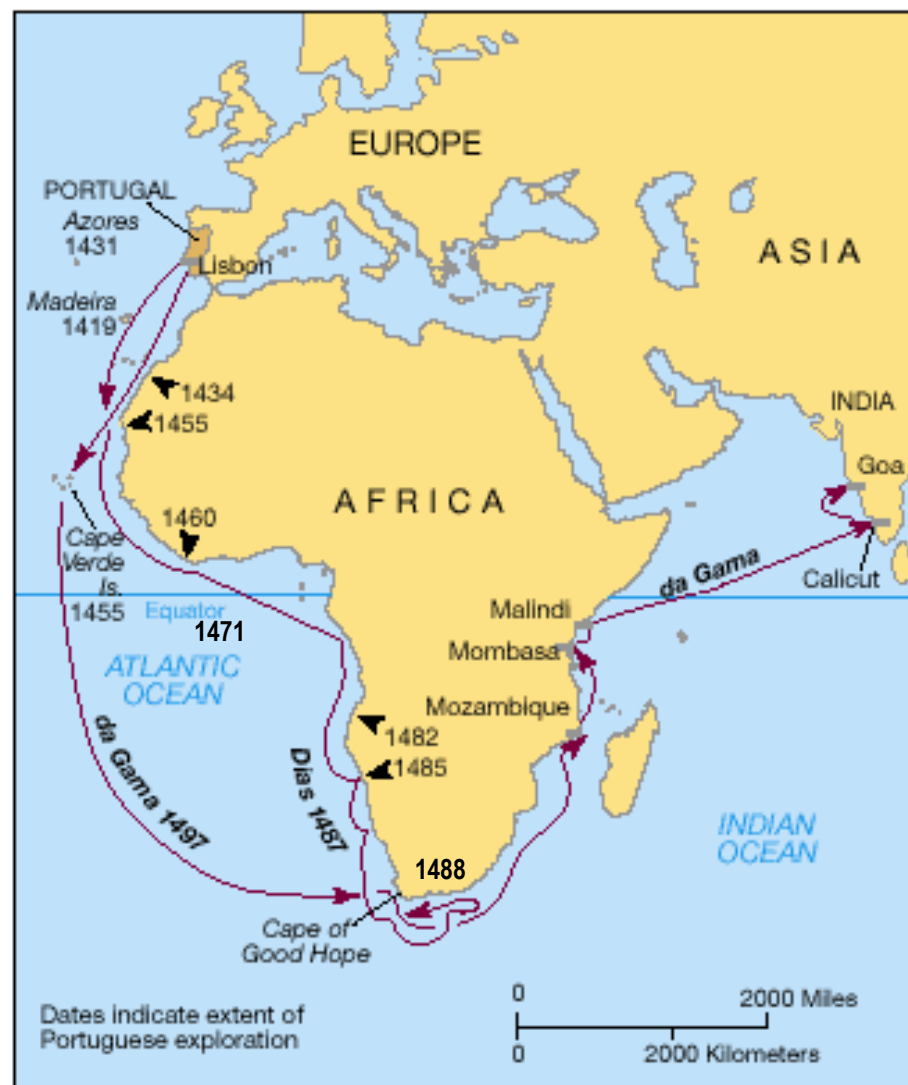 EUROPE
PORTUGAL
Azores
1431
Lisbon
ASIA
Madeira
1419
1434
1455
INDIA
Goa
AFRICA
1460
Cape
Verde
Is.
1455
da Gama
Calicut
Equator
1471
Malindi
Mombasa
ATLANTIC
OCEAN
Mozambique
1482
1485
da Gama 1497
Dias 1487
INDIAN
OCEAN
1488
Cape of
Good Hope
Dates indicate extent of
Portuguese exploration
0 2000 Miles
0 2000 Kilometers